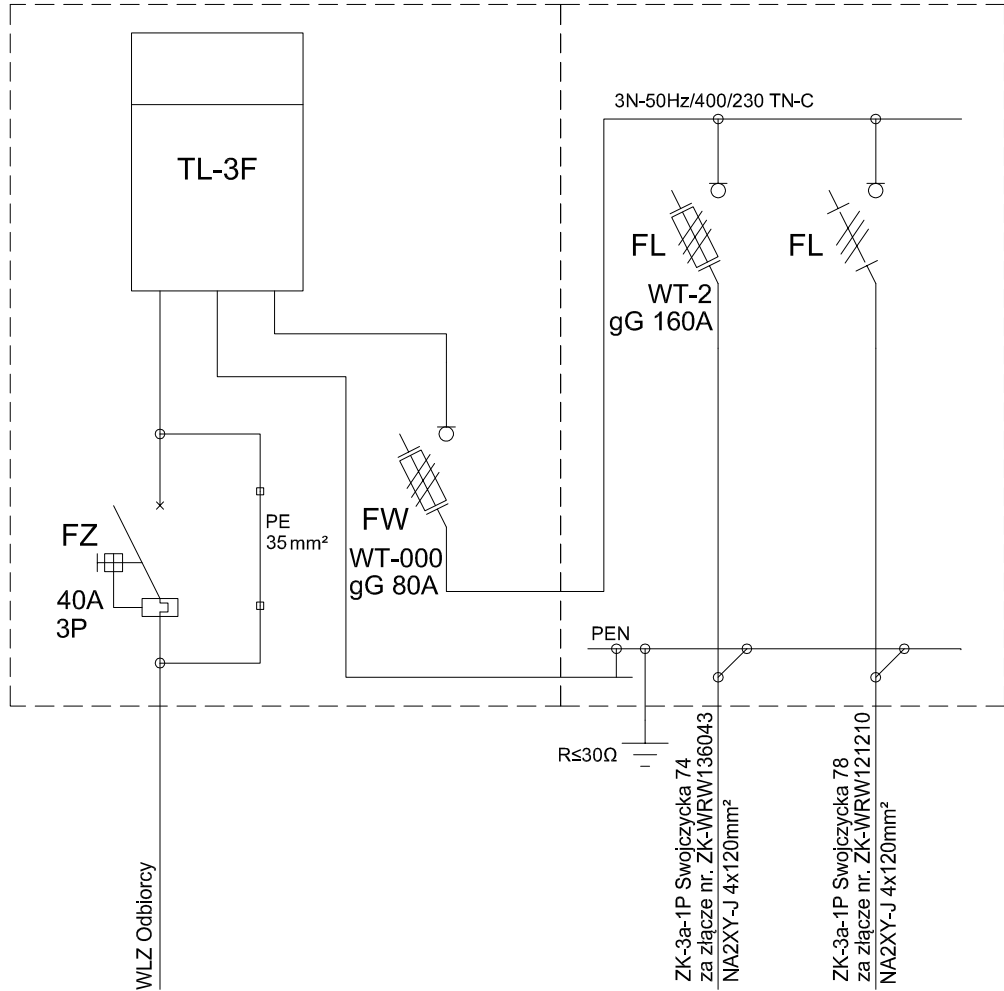 3N-50Hz/400/230 TN-C
TL-3F
FL
WT-2
gG 160A
FL
FZ
40A
3P
PE
35mm²
FW
WT-000
gG 80A
PEN
R≤30Ω
WLZ Odbiorcy
ZK-3a-1P Swojczycka 74
za złącze nr. ZK-WRW136043
NA2XY-J 4x120mm²
ZK-3a-1P Swojczycka 78
za złącze nr. ZK-WRW121210
NA2XY-J 4x120mm²